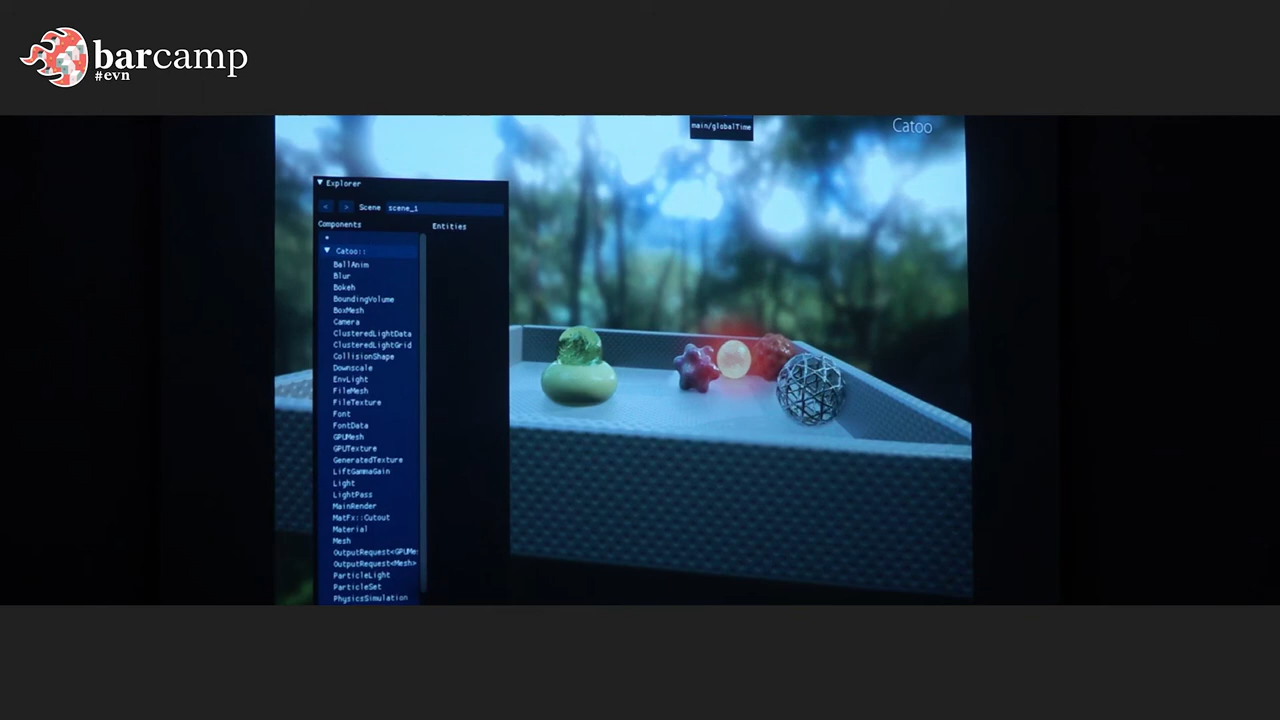 barcamp
#evn
main/globalTime
Catoo
Explorer
< > Scene scene_1
Components Entities
*
Catoo::
BallAnim
Blur
Bokeh
BoundingVolume
BoxMesh
Camera
ClusteredLightData
ClusteredLightGrid
CollisionShape
Downscale
EnvLight
FileMesh
FileTexture
Font
FontData
GPUMesh
GPUTexture
GeneratedTexture
LiftGammaGain
Light
LightPass
MainRender
MatFx::Cutout
Material
Mesh
OutputRequest<GPUMe
OutputRequest<Mesh>
ParticleLight
ParticleSet
PhysicsSimulation